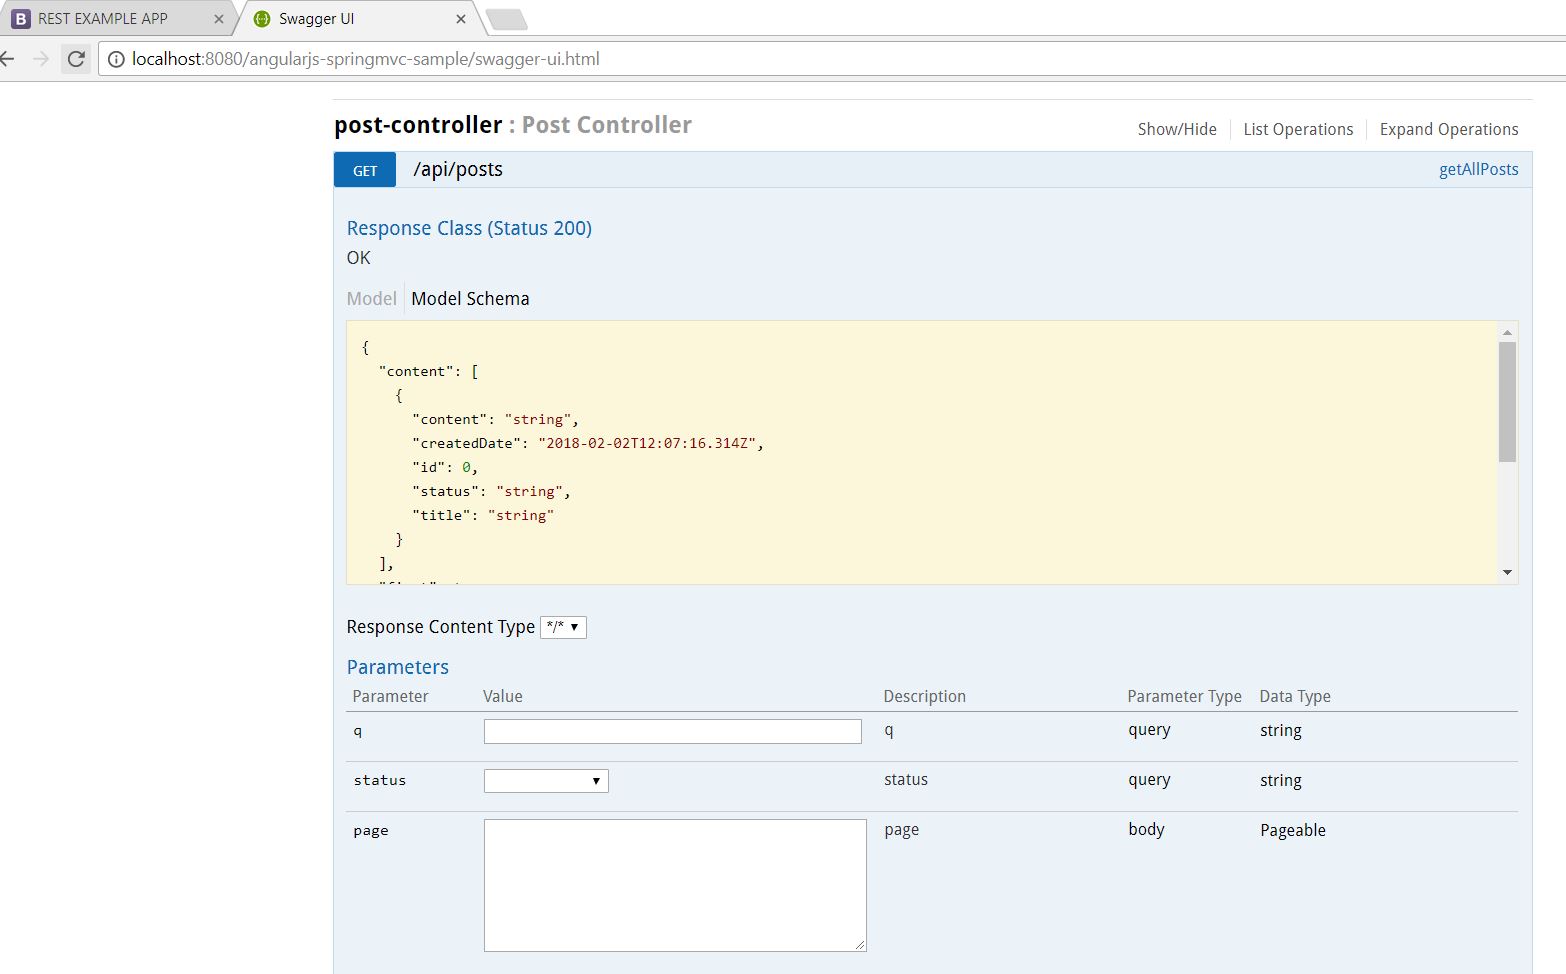 B REST EXAMPLE APP × Swagger UI ×
localhost:8080/angularjs-springmvc-sample/swagger-ui.html
post-controller : Post Controller
Show/Hide List Operations Expand Operations
GET /api/posts getAllPosts
Response Class (Status 200)
OK
Model Model Schema
{
"content": [
{
"content": "string",
"createdDate": "2018-02-02T12:07:16.314Z",
"id": 0,
"status": "string",
"title": "string"
}
],
Response Content Type */*
Parameters
Parameter Value Description Parameter Type Data Type
q q query string
status status query string
page page body Pageable